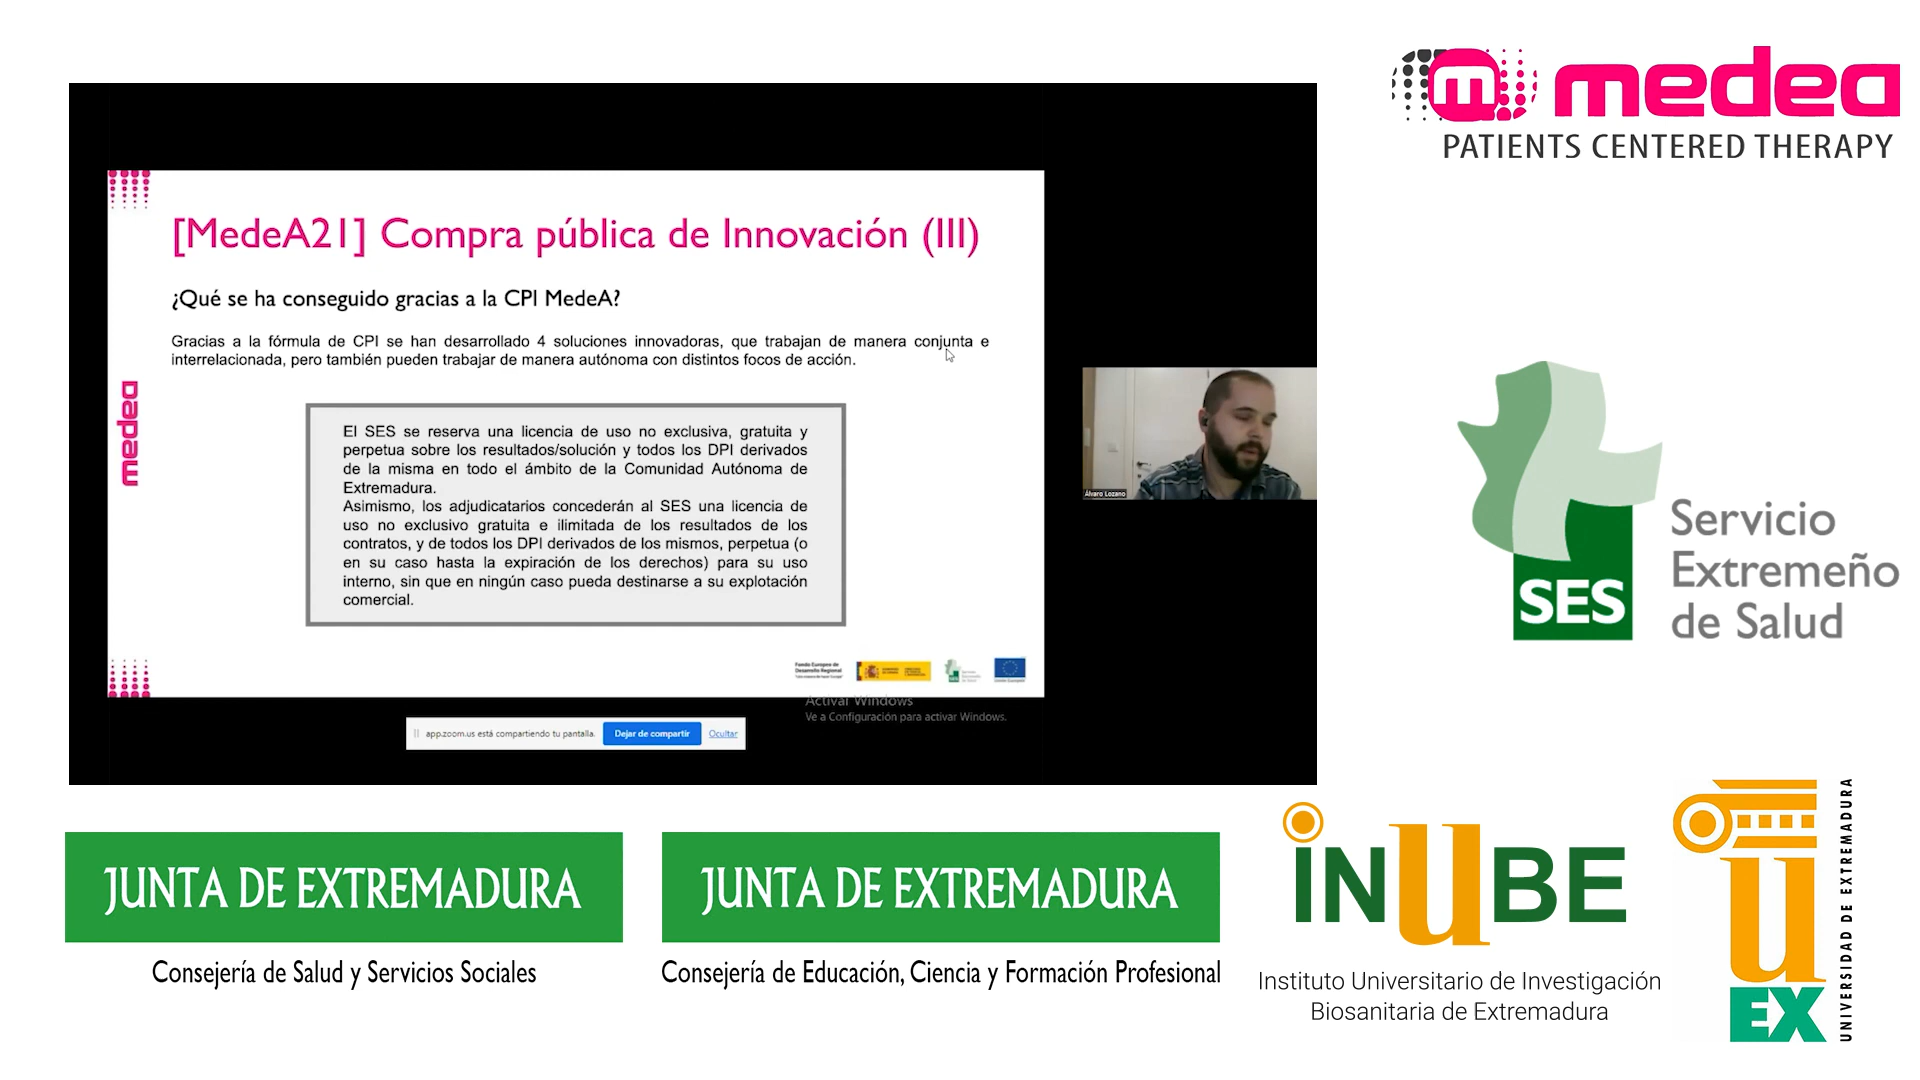 medea
PATIENTS CENTERED THERAPY
[MedeA21] Compra pública de Innovación (III)
¿Qué se ha conseguido gracias a la CPI MedeA?
Gracias a la fórmula de CPI se han desarrollado 4 soluciones innovadoras, que trabajan de manera conjunta e
interrelacionada, pero también pueden trabajar de manera autónoma con distintos focos de acción.
medea
El SES se reserva una licencia de uso no exclusiva, gratuita y
perpetua sobre los resultados/solución y todos los DPI derivados
de la misma en todo el ámbito de la Comunidad Autónoma de
Extremadura.
Asimismo, los adjudicatarios concederán al SES una licencia de
uso no exclusivo gratuita e ilimitada de los resultados de los
contratos, y de todos los DPI derivados de los mismos, perpetua (o
en su caso hasta la expiración de los derechos) para su uso
interno, sin que en ningún caso pueda destinarse a su explotación
comercial.
Fondo Europeo de
Desarrollo Regional
Activar Windows
Ve a Configuración para activar Windows.
app.zoom.us está compartiendo tu pantalla.
Dejar de compartir
Ocultar
Álvaro Lozano
SES
Servicio
Extremeño
de Salud
JUNTA DE EXTREMADURA
Consejería de Salud y Servicios Sociales
JUNTA DE EXTREMADURA
Consejería de Educación, Ciencia y Formación Profesional
iNUBE
Instituto Universitario de Investigación
Biosanitaria de Extremadura
UEX
UNIVERSIDAD DE EXTREMADURA